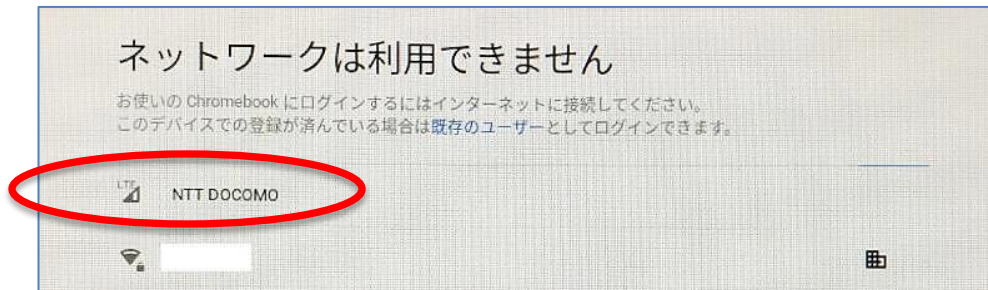 ネットワークは利用できません
お使いの Chromebook にログインするにはインターネットに接続してください。
このデバイスでの登録が済んでいる場合は既存のユーザーとしてログインできます。
LTE
NTT DOCOMO